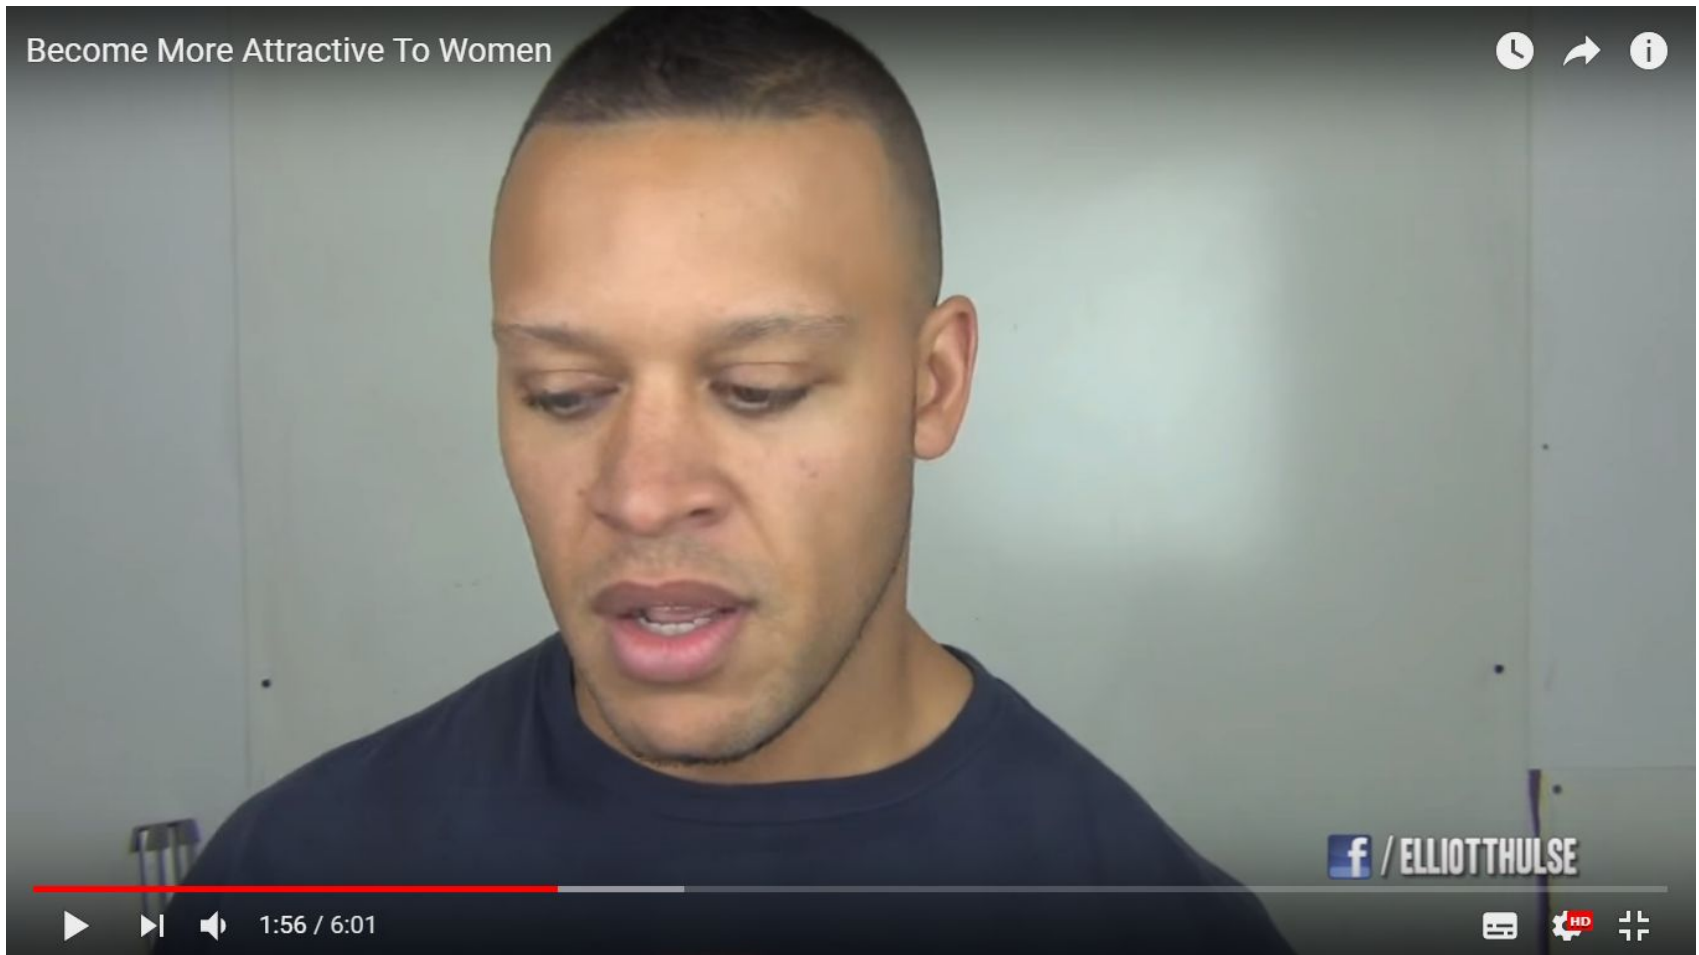 Become More Attractive To Women
f / ELLIOTTHULSE
1:56 / 6:01
HD